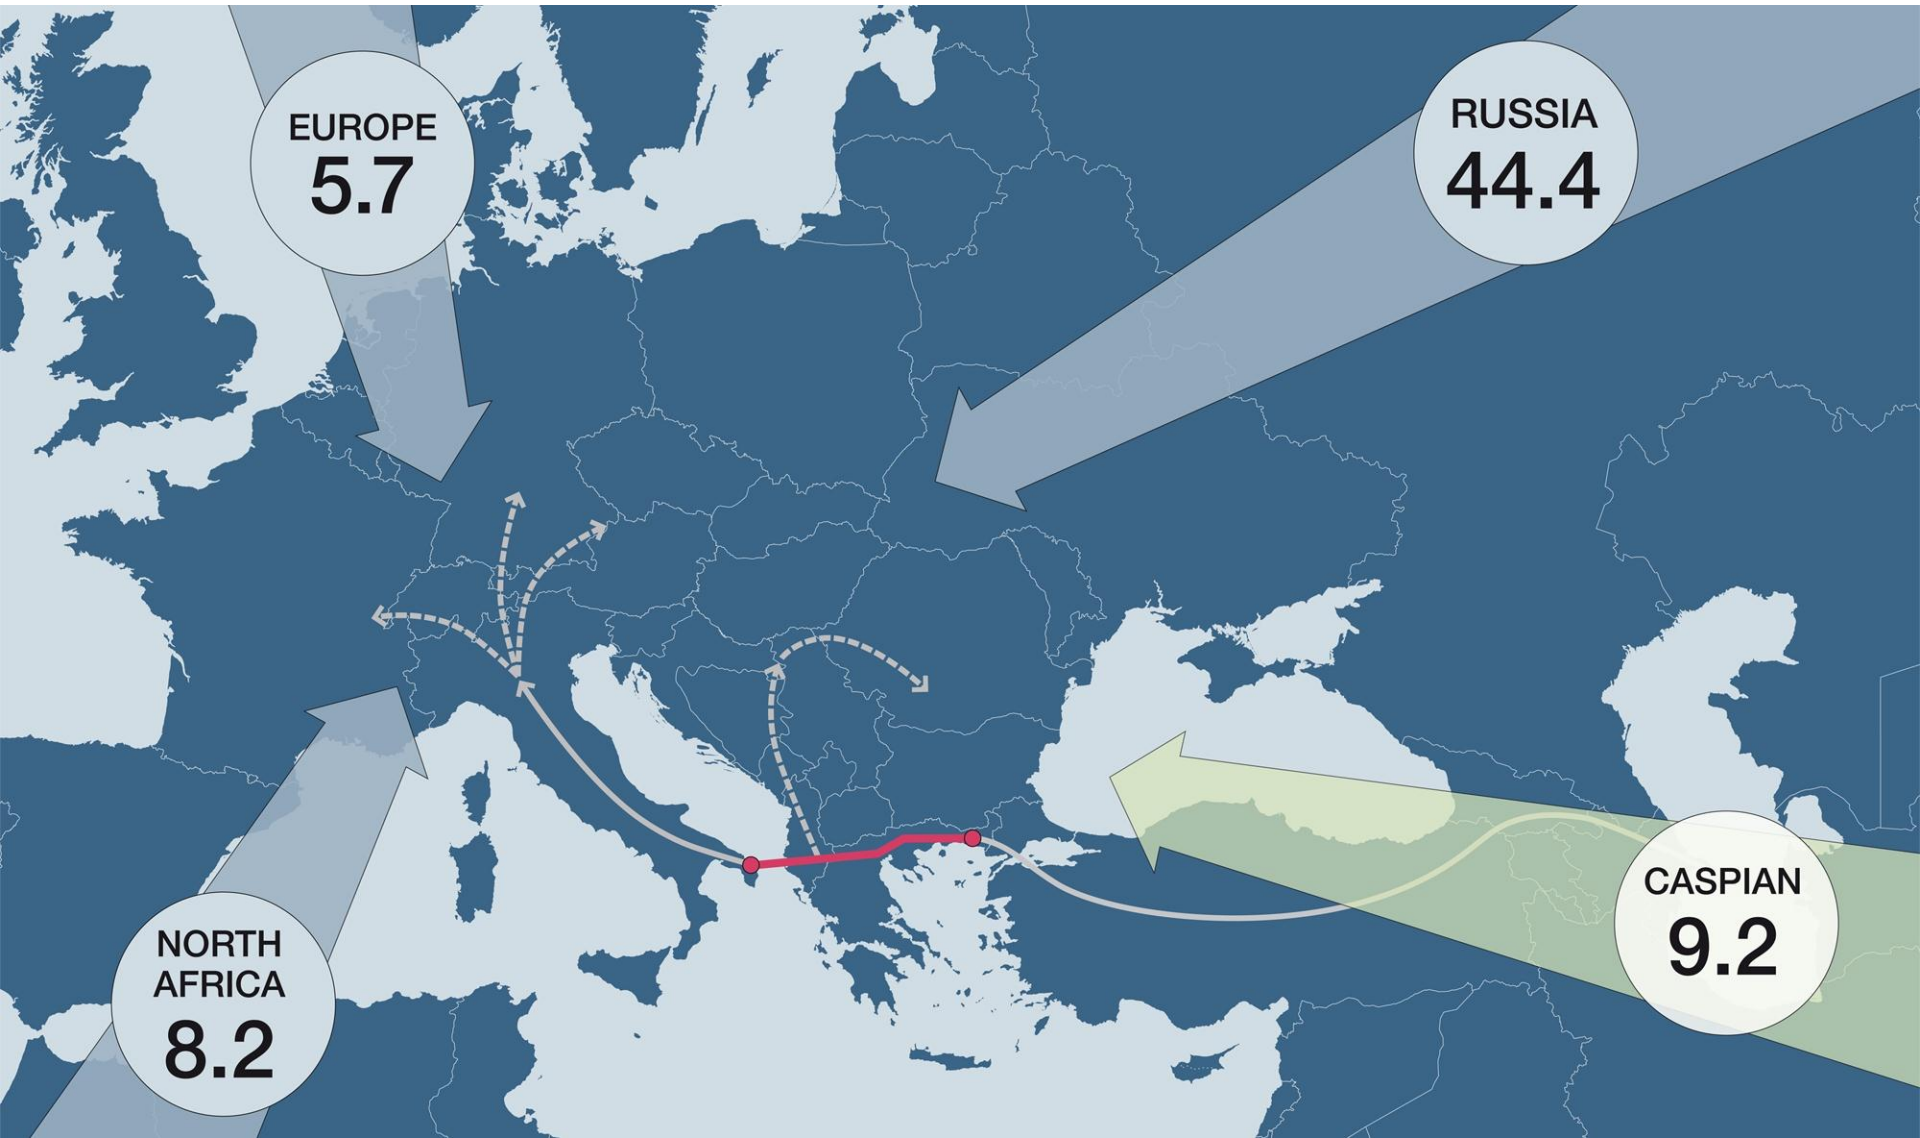 EUROPE
5.7
RUSSIA
44.4
NORTH
AFRICA
8.2
CASPIAN
9.2